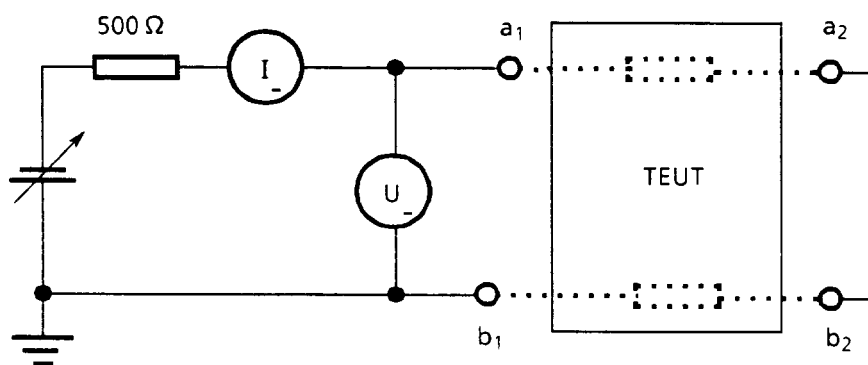 500 Ω
a₁
a₂
I
-
TEUT
U
-
b₁
b₂